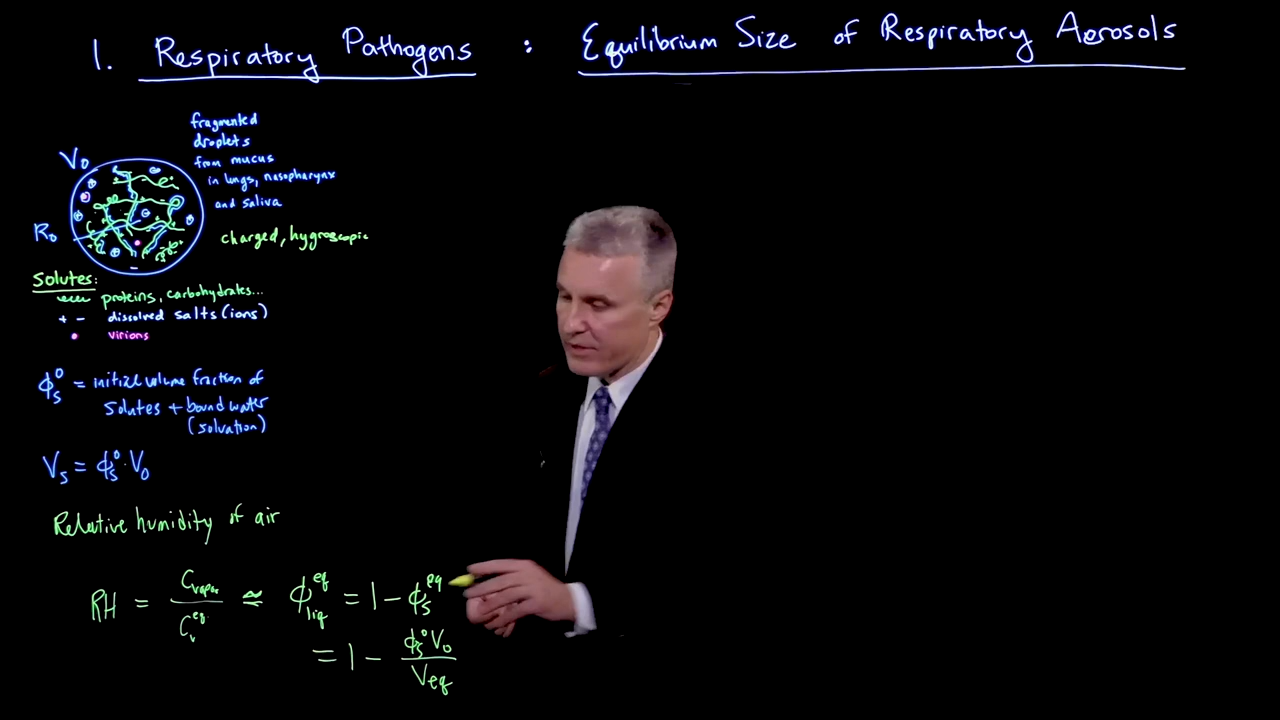 1. Respiratory Pathogens : Equilibrium Size of Respiratory Aerosols
fragmented
droplets
from mucus
in lungs, nasopharynx
and saliva
V₀
R₀
charged, hygroscopic
Solutes:
proteins, carbohydrates...
+ - dissolved salts (ions)
virions
ϕₛ⁰ = initial volume fraction of
solutes + bound water
(solvation)
Vₛ = ϕₛ⁰·V₀
Relative humidity of air
RH = C_vapor / C_v^eq ≈ ϕ_liq^eq = 1 - ϕₛ^eq
= 1 - ϕₛ⁰V₀ / V_eq